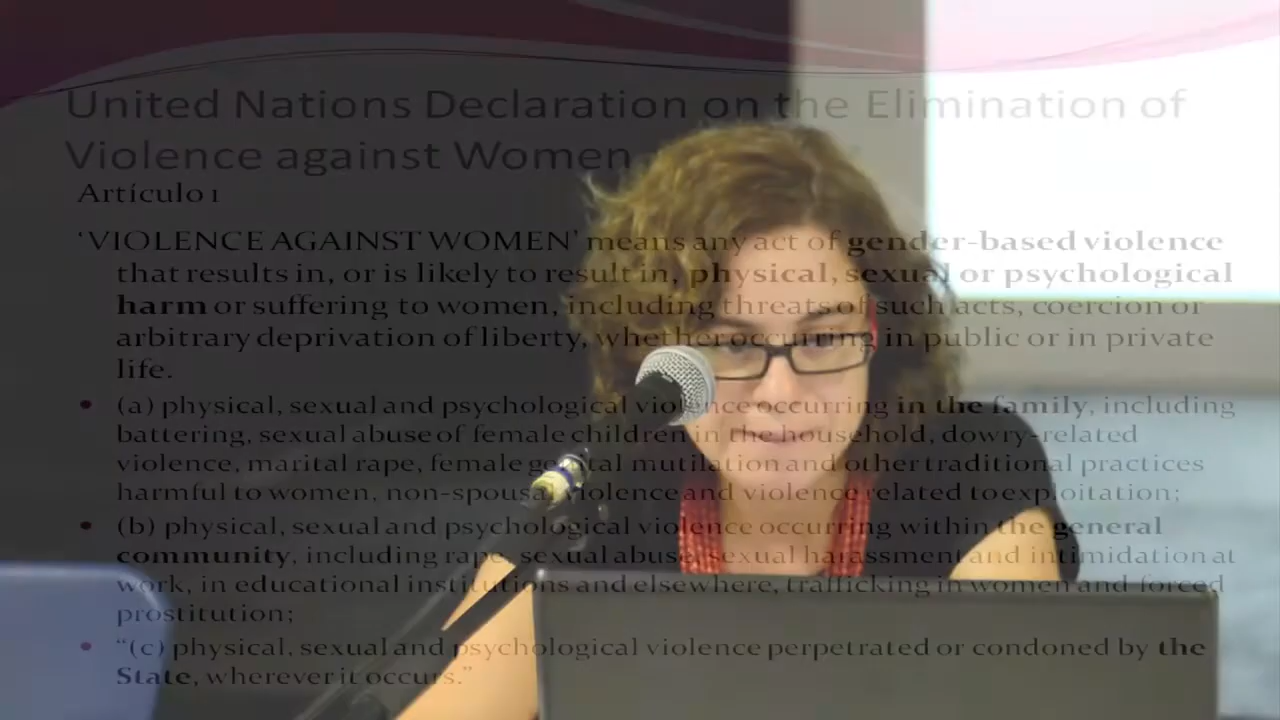 United Nations Declaration on the Elimination of
Violence against Women
Artículo 1
‘VIOLENCE AGAINST WOMEN’ means any act of gender-based violence
that results in, or is likely to result in, physical, sexual or psychological
harm or suffering to women, including threats of such acts, coercion or
arbitrary deprivation of liberty, whether occurring in public or in private
life.
• (a) physical, sexual and psychological violence occurring in the family, including
battering, sexual abuse of female children in the household, dowry-related
violence, marital rape, female genital mutilation and other traditional practices
harmful to women, non-spousal violence and violence related to exploitation;
• (b) physical, sexual and psychological violence occurring within the general
community, including rape, sexual abuse, sexual harassment and intimidation at
work, in educational institutions and elsewhere, trafficking in women and forced
prostitution;
• “(c) physical, sexual and psychological violence perpetrated or condoned by the
State, wherever it occurs.”